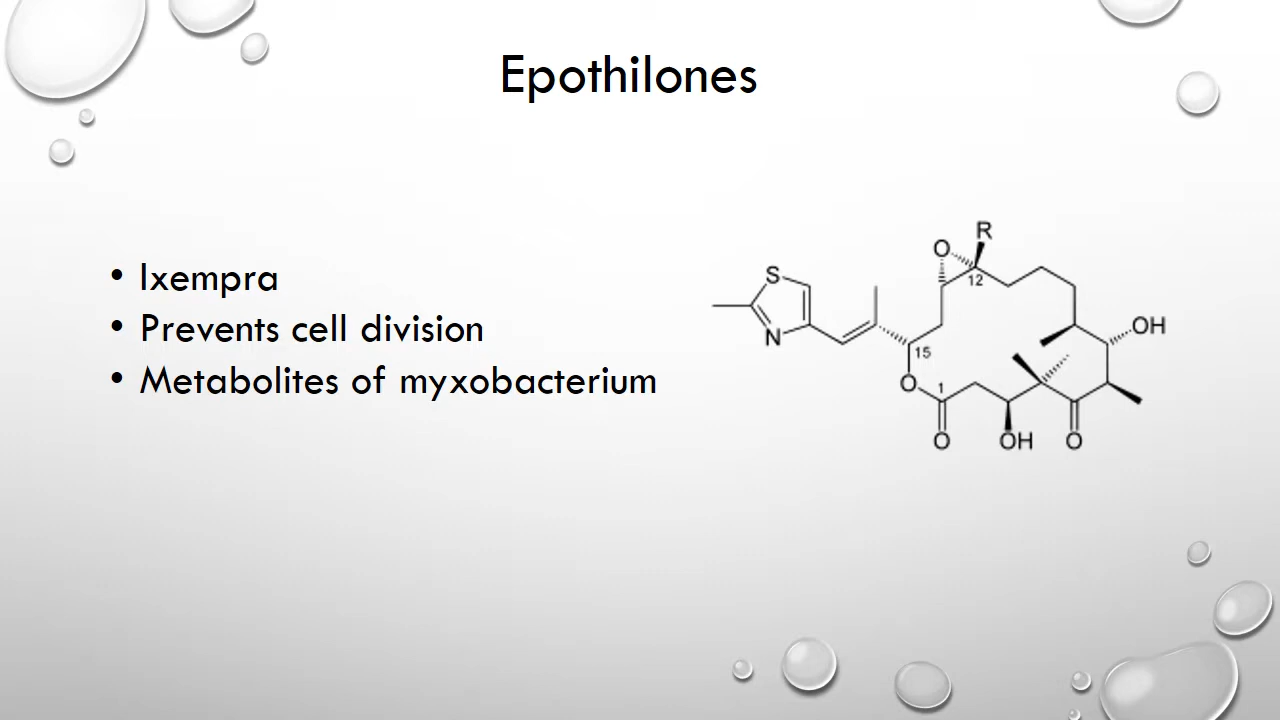 Epothilones
• Ixempra
• Prevents cell division
• Metabolites of myxobacterium
R
O
12
S
N
OH
15
O
1
O
OH
O